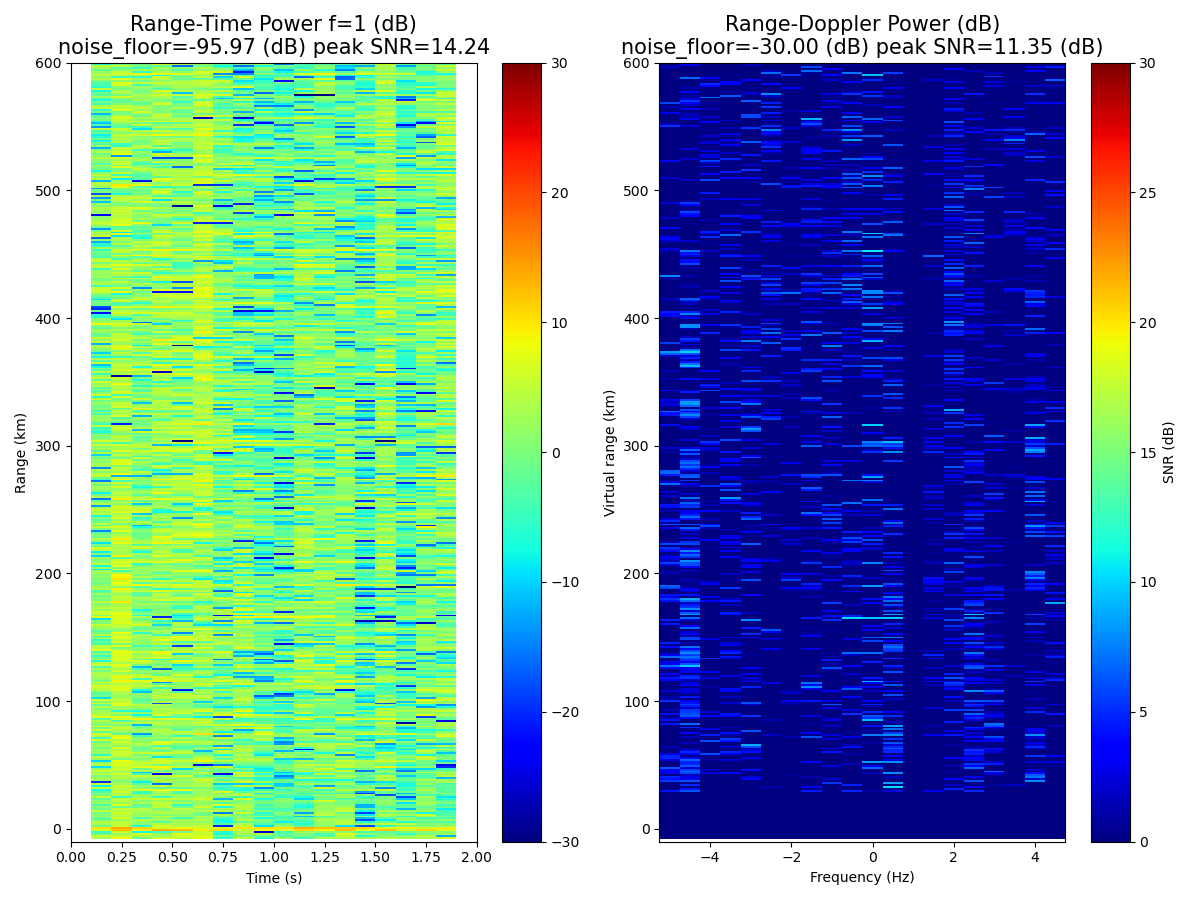 Range-Time Power f=1 (dB)
noise_floor=-95.97 (dB) peak SNR=14.24
600
500
400
300
200
100
0
Range (km)
0.00 0.25 0.50 0.75 1.00 1.25 1.50 1.75 2.00
Time (s)
30
20
10
0
−10
−20
−30
Range-Doppler Power (dB)
noise_floor=-30.00 (dB) peak SNR=11.35 (dB)
600
500
400
300
200
100
0
Virtual range (km)
−4 −2 0 2 4
Frequency (Hz)
30
25
20
15
10
5
0
SNR (dB)